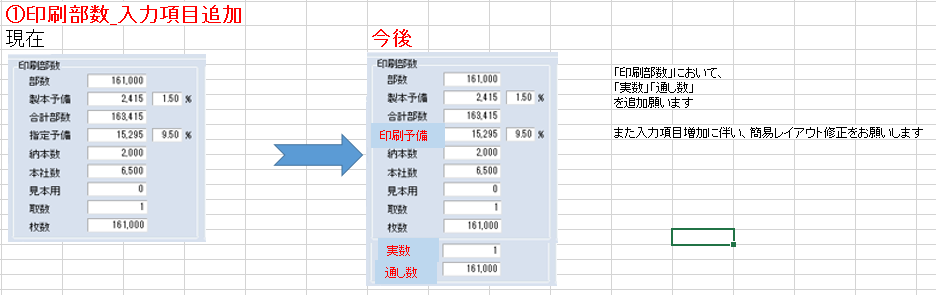 ①印刷部数_入力項目追加
現在
今後
印刷部数
部数 161,000
製本予備 2,415 1.50 %
合計部数 163,415
指定予備 15,295 9.50 %
納本数 2,000
本社数 6,500
見本用 0
取数 1
枚数 161,000
印刷部数
部数 161,000
製本予備 2,415 1.50 %
合計部数 163,415
印刷予備 15,295 9.50 %
納本数 2,000
本社数 6,500
見本用 0
取数 1
枚数 161,000
実数 1
通し数 161,000
「印刷部数」において、
「実数」「通し数」
を追加願います
また入力項目増加に伴い、簡易レイアウト修正をお願いします